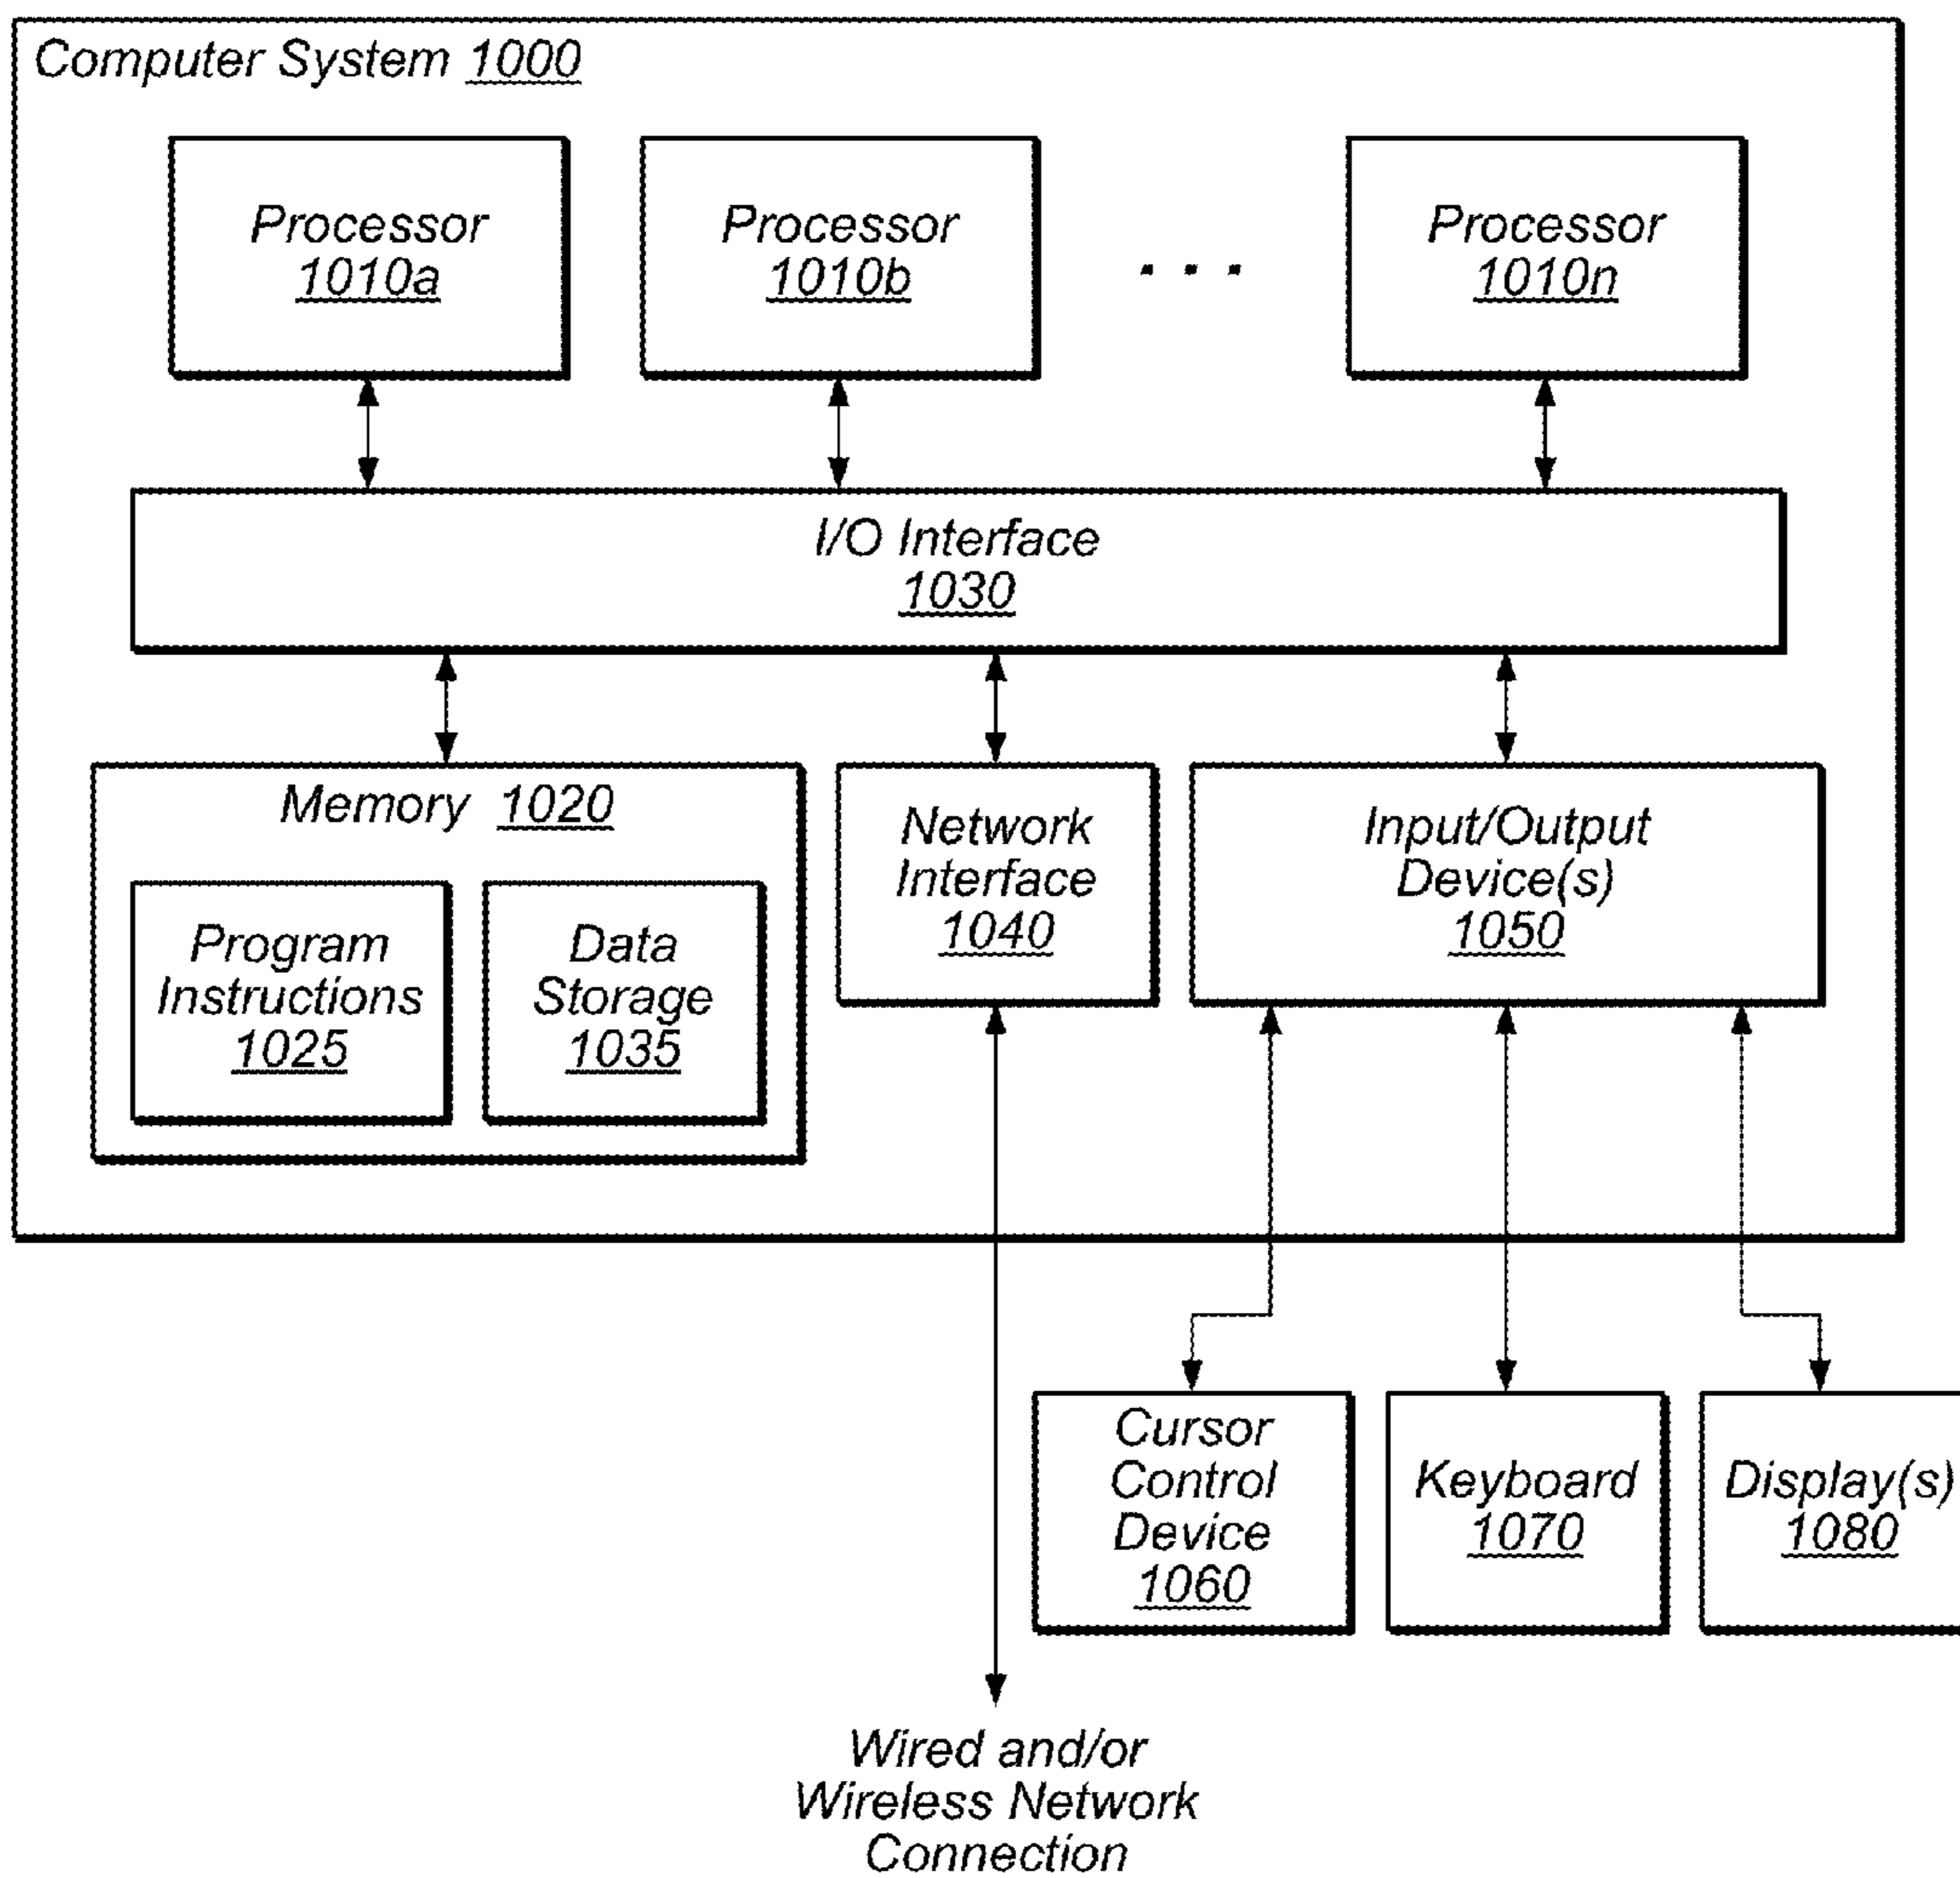 Computer System 1000
Processor
1010a
Processor
1010b
. . .
Processor
1010n
I/O Interface
1030
Memory 1020
Program
Instructions
1025
Data
Storage
1035
Network
Interface
1040
Input/Output
Device(s)
1050
Cursor
Control
Device
1060
Keyboard
1070
Display(s)
1080
Wired and/or
Wireless Network
Connection